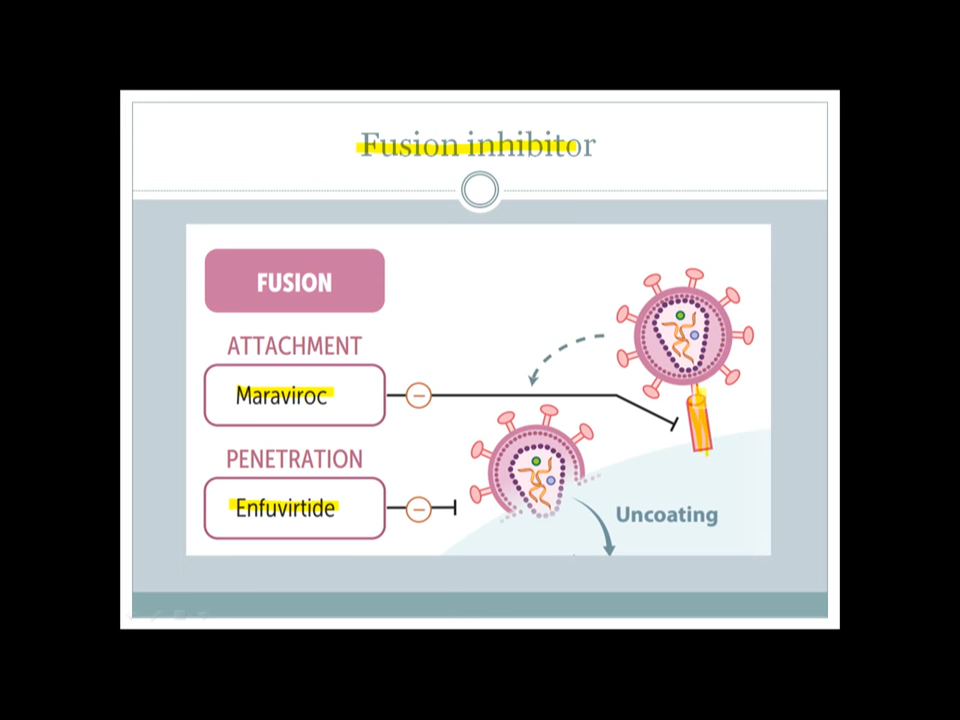 Fusion inhibitor
FUSION
ATTACHMENT
Maraviroc
PENETRATION
Enfuvirtide
Uncoating